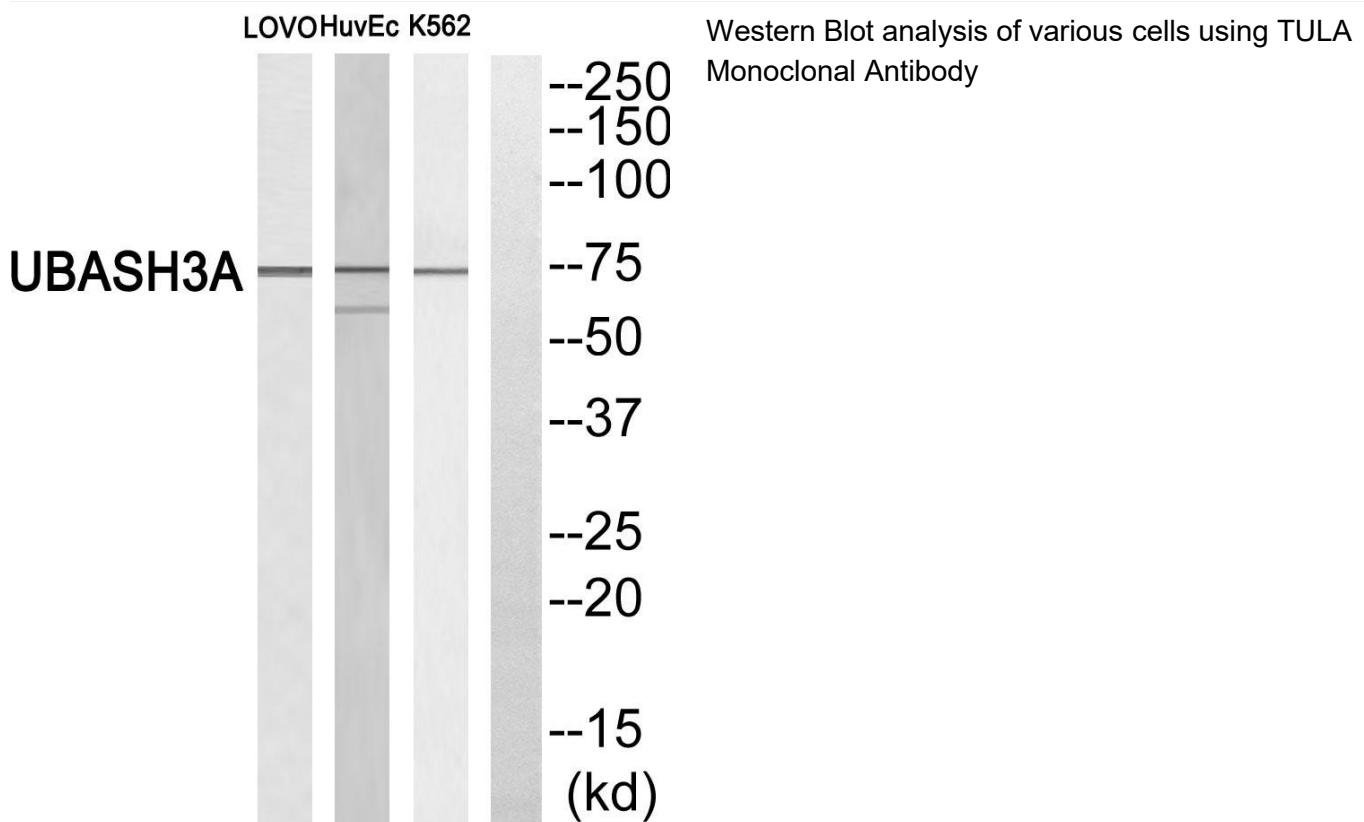 LOVO HuvEc K562
Western Blot analysis of various cells using TULA
Monoclonal Antibody
UBASH3A
--250
--150
--100
--75
--50
--37
--25
--20
--15
(kd)